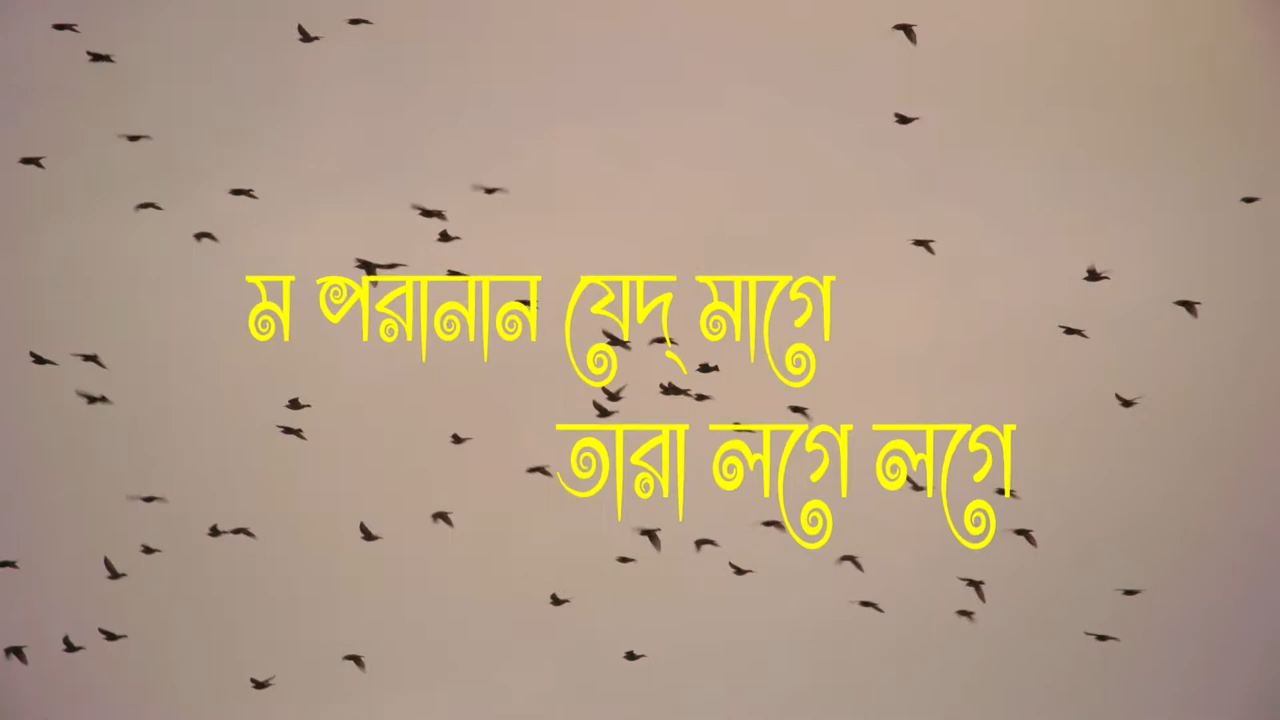 ম পরানান যেদ্ মাগে
তারা লগে লগে